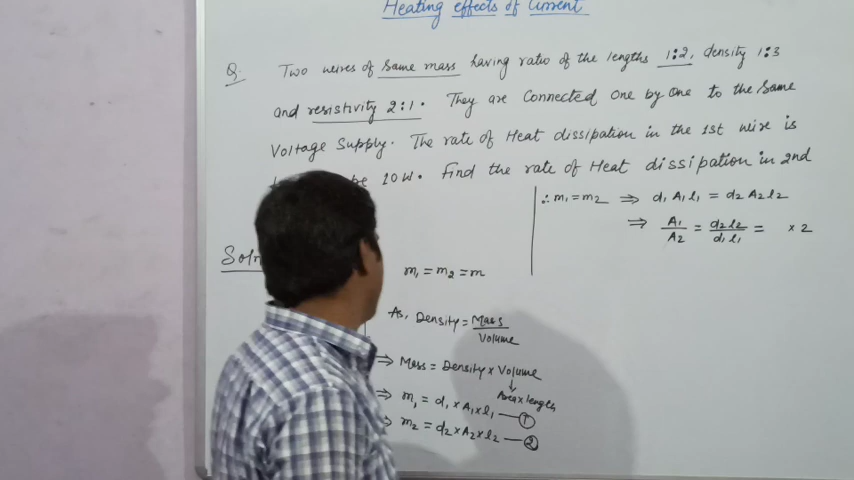 Heating effects of Current
Q. Two wires of same mass having ratio of the lengths 1:2, density 1:3
and resistivity 2:1. They are Connected One by One to the Same
Voltage Supply. The rate of Heat dissipation in the 1st wire is
10W. Find the rate of Heat dissipation in 2nd
Soln
m₁ = m₂ = m
As, Density = Mass / Volume
⇒ Mass = Density × Volume
Area × length
⇒ m₁ = d₁ × A₁ × l₁ — ①
⇒ m₂ = d₂ × A₂ × l₂ — ②
∴ m₁ = m₂ ⇒ d₁ A₁ l₁ = d₂ A₂ l₂
⇒ A₁ / A₂ = d₂ l₂ / d₁ l₁ = × 2